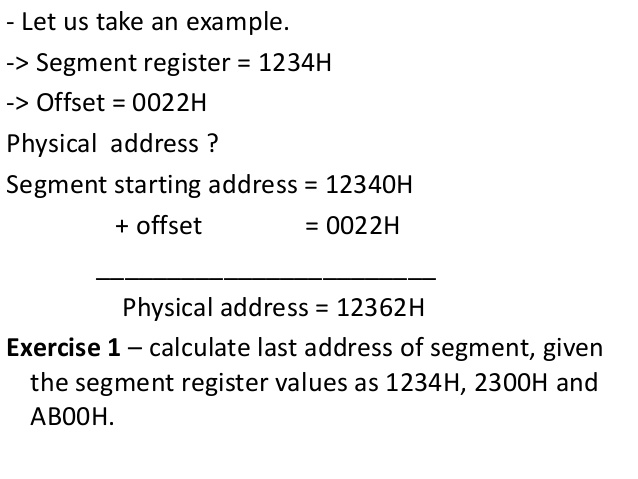 - Let us take an example.
-> Segment register = 1234H
-> Offset = 0022H
Physical address ?
Segment starting address = 12340H
+ offset = 0022H
________________________
Physical address = 12362H
Exercise 1 – calculate last address of segment, given
the segment register values as 1234H, 2300H and
AB00H.